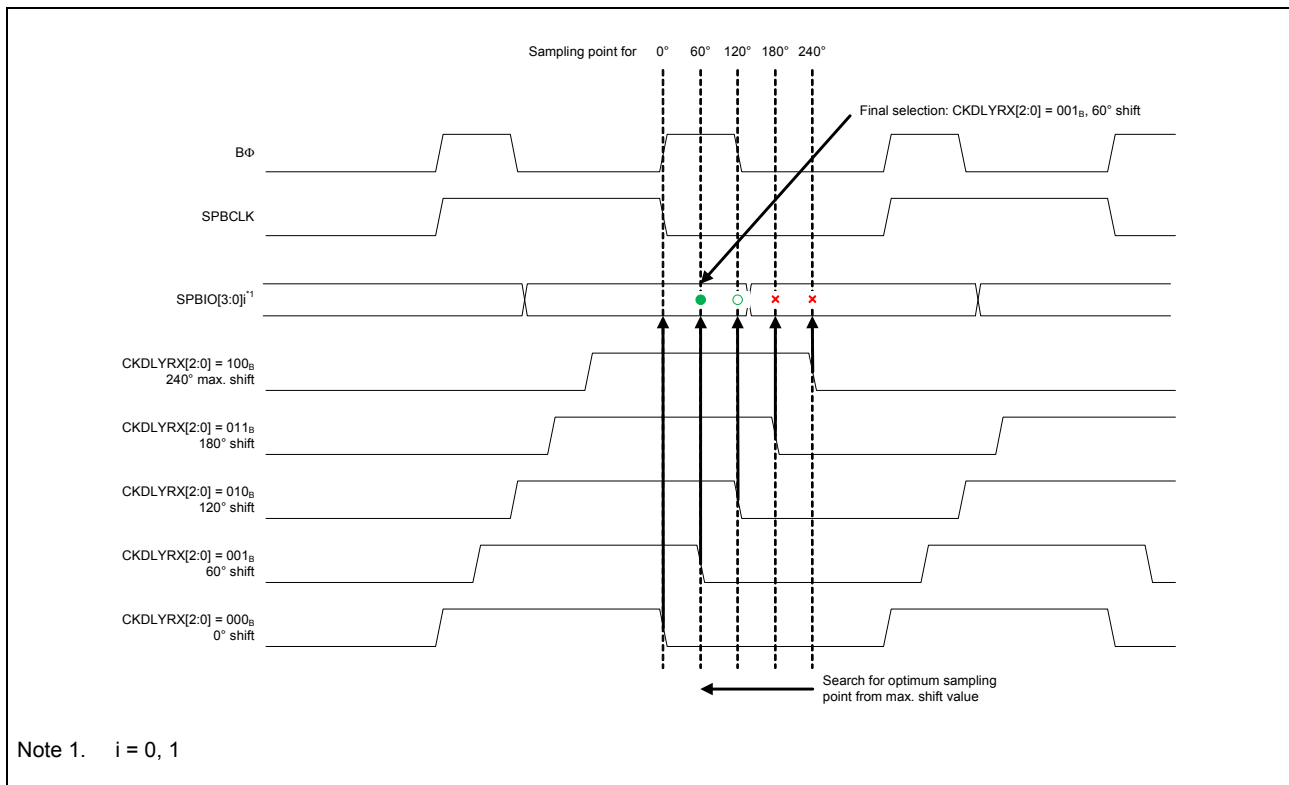 Sampling point for 0° 60° 120° 180° 240°
Final selection: CKDLYRX[2:0] = 001B, 60° shift
BΦ
SPBCLK
SPBIO[3:0]i*1
CKDLYRX[2:0] = 100B
240° max. shift
CKDLYRX[2:0] = 011B
180° shift
CKDLYRX[2:0] = 010B
120° shift
CKDLYRX[2:0] = 001B
60° shift
CKDLYRX[2:0] = 000B
0° shift
Search for optimum sampling
point from max. shift value
Note 1. i = 0, 1